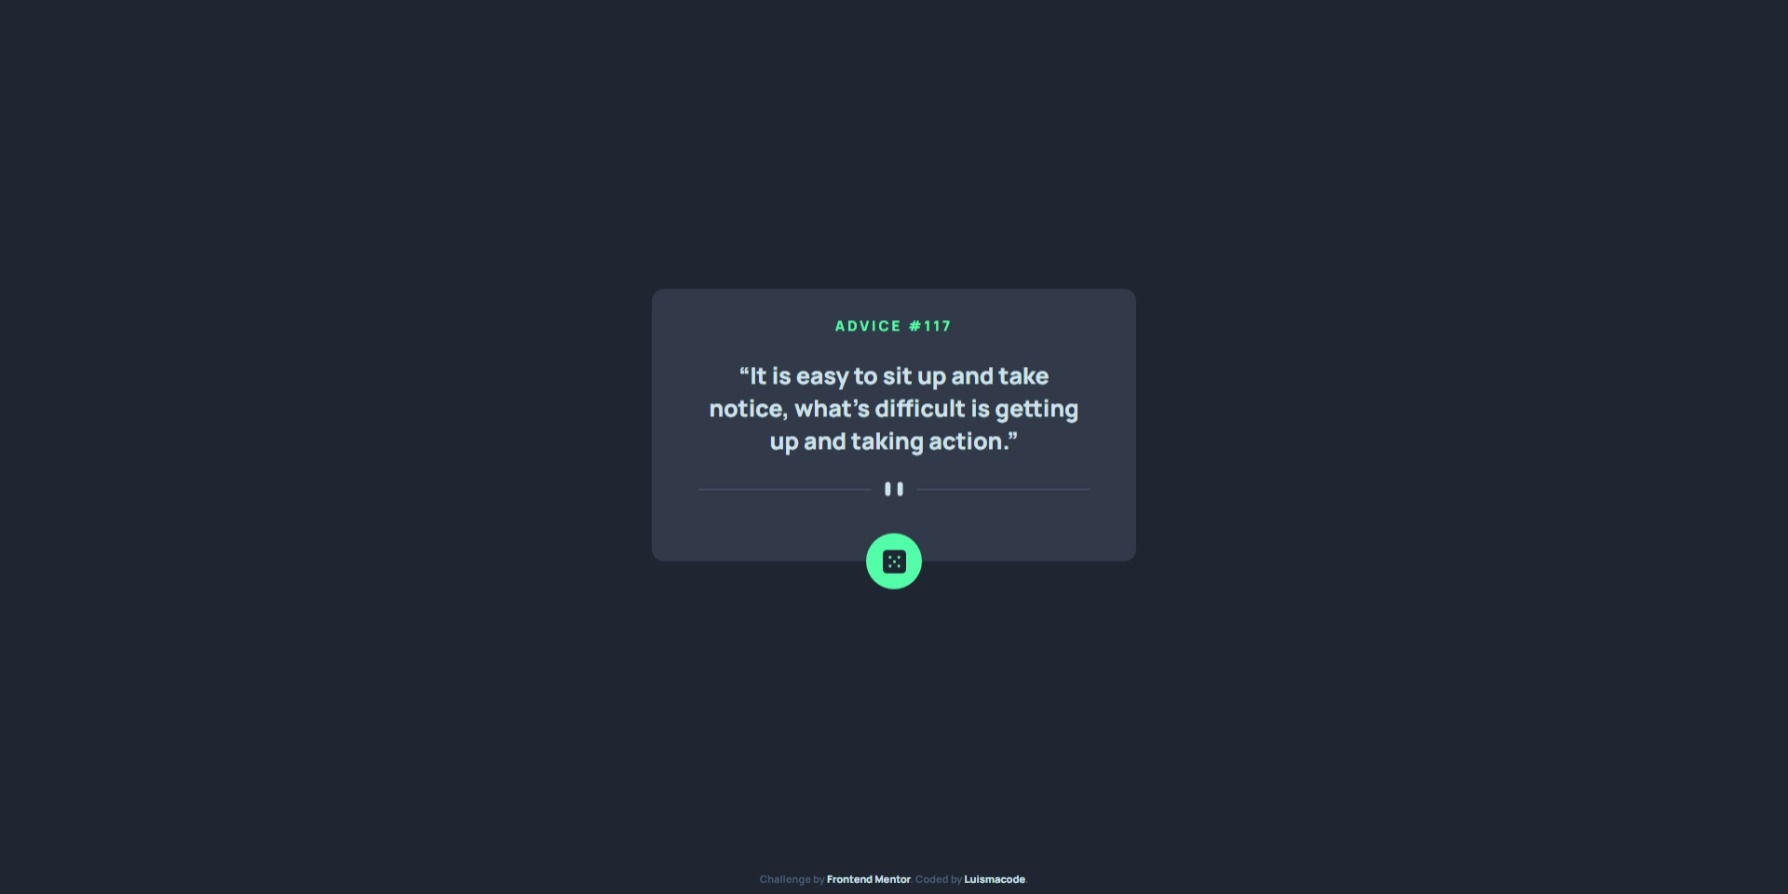 ADVICE #117
“It is easy to sit up and take
notice, what's difficult is getting
up and taking action.”
Challenge by Frontend Mentor. Coded by Luismacode.